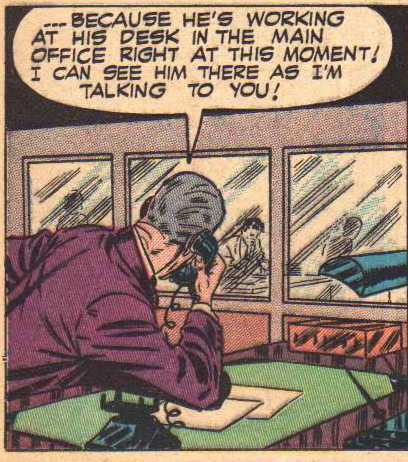 ...BECAUSE HE'S WORKING
AT HIS DESK IN THE MAIN
OFFICE RIGHT AT THIS MOMENT!
I CAN SEE HIM THERE AS I'M
TALKING TO YOU!